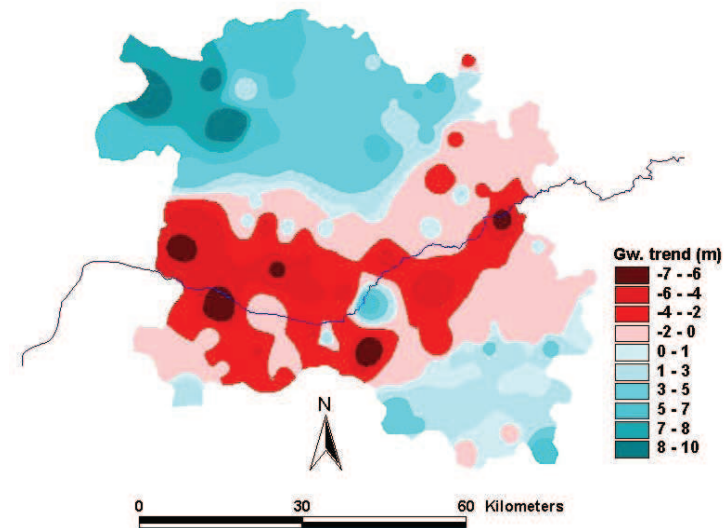 Gw. trend (m)
-7 - -6
-6 - -4
-4 - -2
-2 - 0
0 - 1
1 - 3
3 - 5
5 - 7
7 - 8
8 - 10
N
0 30 60 Kilometers